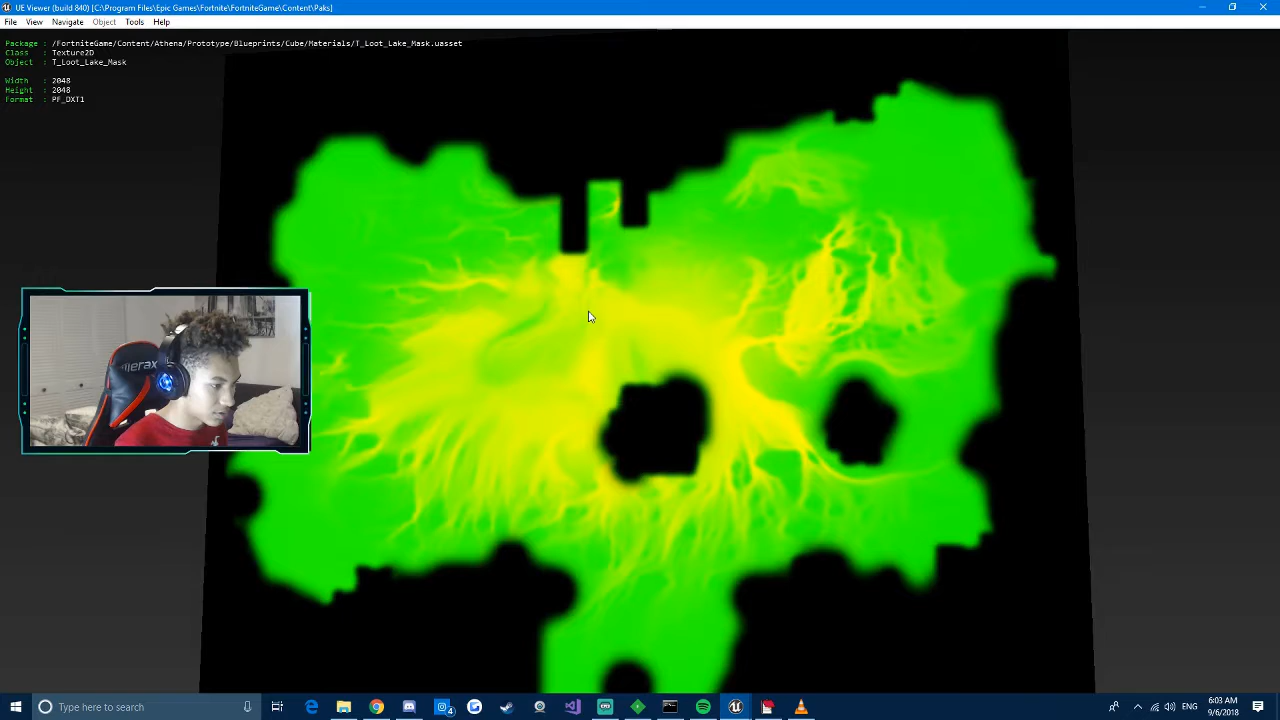 UE Viewer (build 840) [C:\Program Files\Epic Games\Fortnite\FortniteGame\Content\Paks]
File View Navigate Object Tools Help
Package : /FortniteGame/Content/Athena/Prototype/Blueprints/Cube/Materials/T_Loot_Lake_Mask.uasset
Class : Texture2D
Object : T_Loot_Lake_Mask
Width : 2048
Height : 2048
Format : PF_DXT1
Type here to search
4
ENG
6:03 AM
9/6/2018